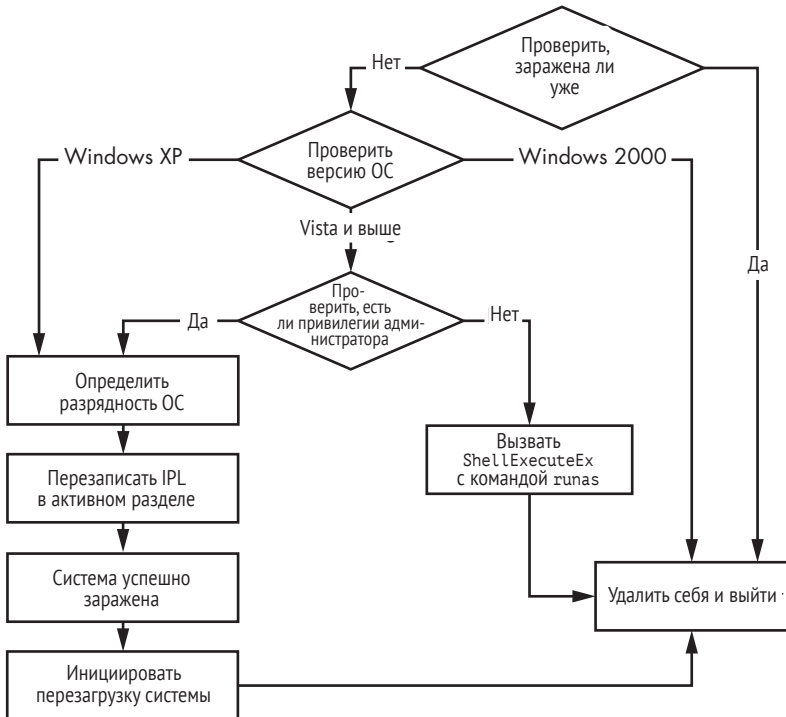 Проверить,
заражена ли
уже
Нет
Windows XP
Проверить
версию ОС
Windows 2000
Vista и выше
Да
Про-
верить, есть
ли привилегии адми-
нистратора
Да
Нет
Определить
разрядность ОС
Вызвать
ShellExecuteEx
с командой runas
Перезаписать IPL
в активном разделе
Система успешно
заражена
Удалить себя и выйти
Инициировать
перезагрузку системы